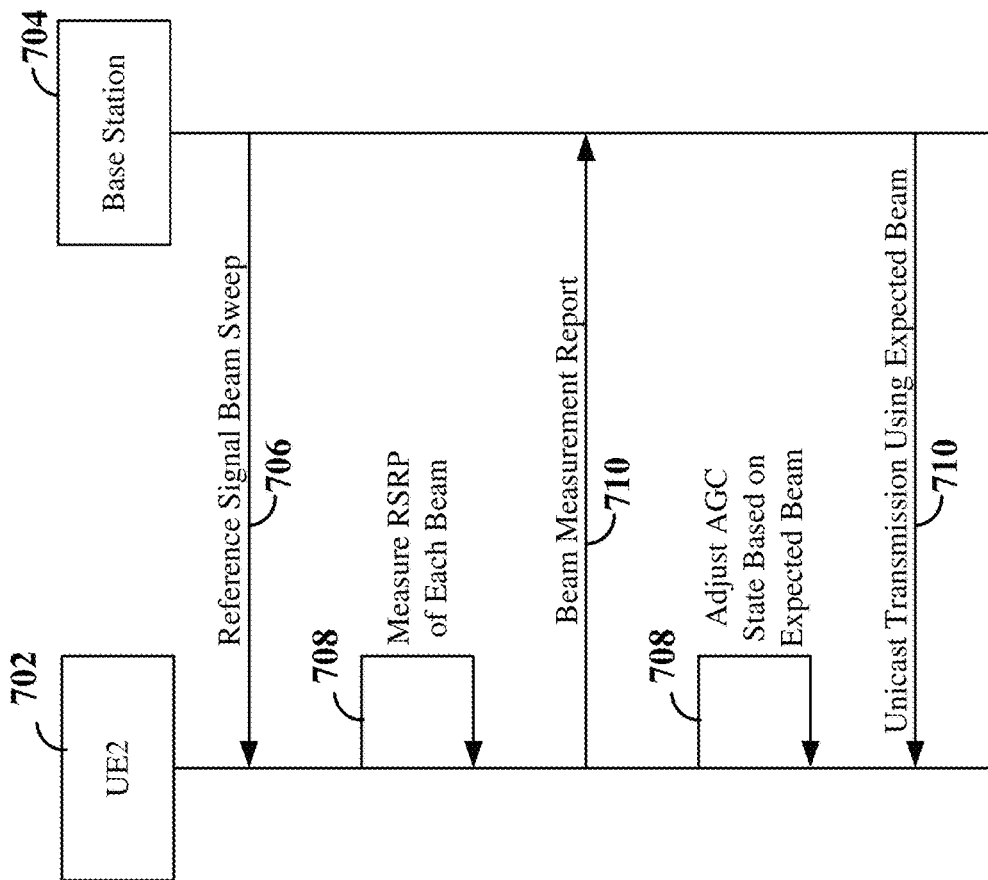 702
UE2
704
Base Station
Reference Signal Beam Sweep
706
708
Measure RSRP
of Each Beam
Beam Measurement Report
710
708
Adjust AGC
State Based on
Expected Beam
Unicast Transmission Using Expected Beam
710